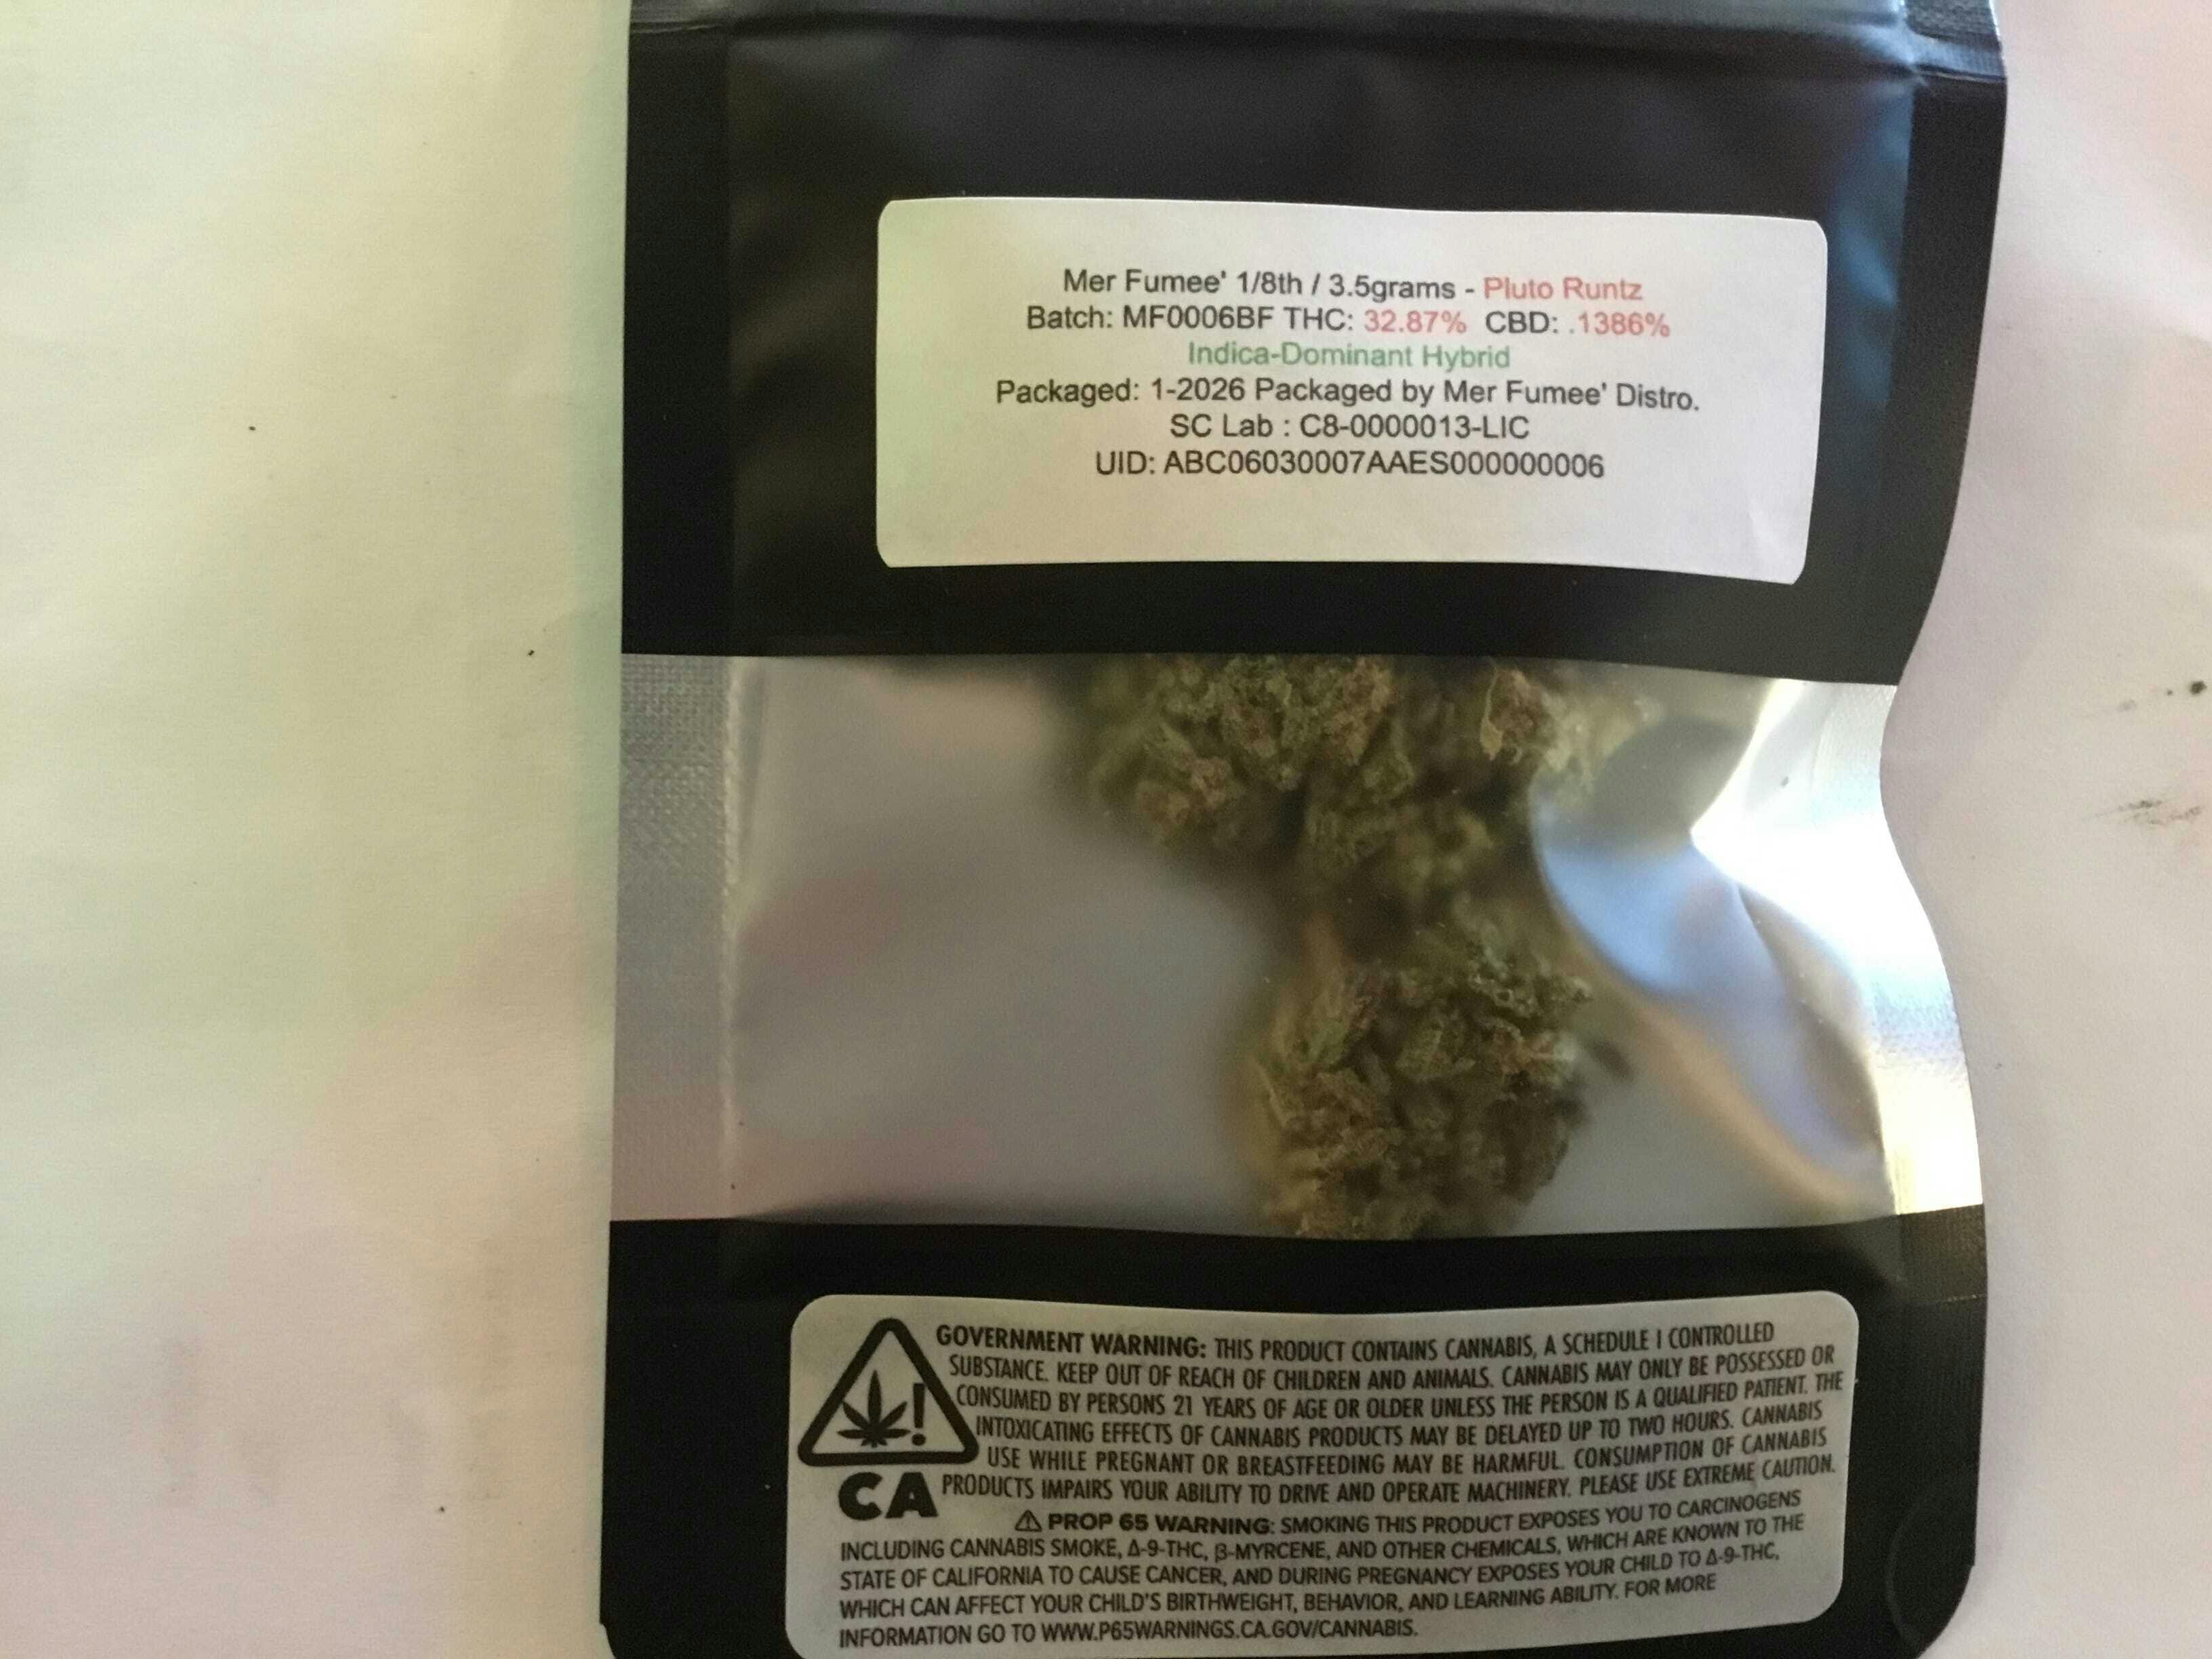 Mer Fumee' 1/8th / 3.5grams - Pluto Runtz
Batch: MF0006BF THC: 32.87% CBD: .1386%
Indica-Dominant Hybrid
Packaged: 1-2026 Packaged by Mer Fumee' Distro.
SC Lab : C8-0000013-LIC
UID: ABC06030007AAES000000006
GOVERNMENT WARNING: THIS PRODUCT CONTAINS CANNABIS, A SCHEDULE I CONTROLLED
SUBSTANCE. KEEP OUT OF REACH OF CHILDREN AND ANIMALS. CANNABIS MAY ONLY BE POSSESSED OR
CONSUMED BY PERSONS 21 YEARS OF AGE OR OLDER UNLESS THE PERSON IS A QUALIFIED PATIENT. THE
INTOXICATING EFFECTS OF CANNABIS PRODUCTS MAY BE DELAYED UP TO TWO HOURS. CANNABIS
USE WHILE PREGNANT OR BREASTFEEDING MAY BE HARMFUL. CONSUMPTION OF CANNABIS
PRODUCTS IMPAIRS YOUR ABILITY TO DRIVE AND OPERATE MACHINERY. PLEASE USE EXTREME CAUTION.
CA
⚠ PROP 65 WARNING: SMOKING THIS PRODUCT EXPOSES YOU TO CARCINOGENS
INCLUDING CANNABIS SMOKE, Δ-9-THC, β-MYRCENE, AND OTHER CHEMICALS, WHICH ARE KNOWN TO THE
STATE OF CALIFORNIA TO CAUSE CANCER, AND DURING PREGNANCY EXPOSES YOUR CHILD TO Δ-9-THC,
WHICH CAN AFFECT YOUR CHILD'S BIRTHWEIGHT, BEHAVIOR, AND LEARNING ABILITY. FOR MORE
INFORMATION GO TO WWW.P65WARNINGS.CA.GOV/CANNABIS.